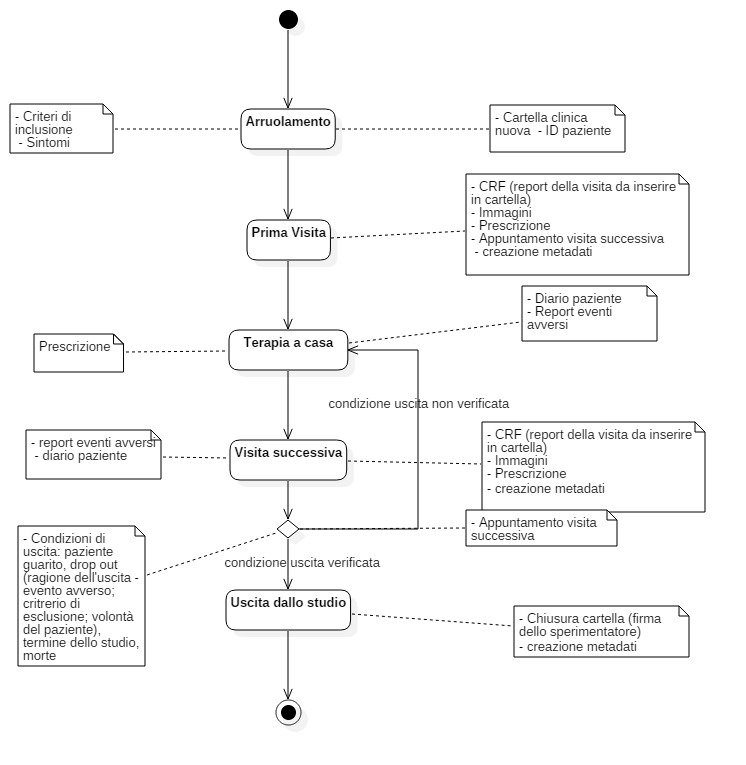 - Criteri di
inclusione
- Sintomi
Arruolamento
- Cartella clinica
nuova - ID paziente
Prima Visita
- CRF (report della visita da inserire
in cartella)
- Immagini
- Prescrizione
- Appuntamento visita successiva
- creazione metadati
- Diario paziente
- Report eventi
avversi
Prescrizione
Terapia a casa
condizione uscita non verificata
- report eventi avversi
- diario paziente
Visita successiva
- CRF (report della visita da inserire
in cartella)
- Immagini
- Prescrizione
- creazione metadati
- Appuntamento visita
successiva
- Condizioni di
uscita: paziente
guarito, drop out
(ragione dell'uscita -
evento avverso;
critrerio di
esclusione; volontà
del paziente),
termine dello studio,
morte
condizione uscita verificata
Uscita dallo studio
- Chiusura cartella (firma
dello sperimentatore)
- creazione metadati